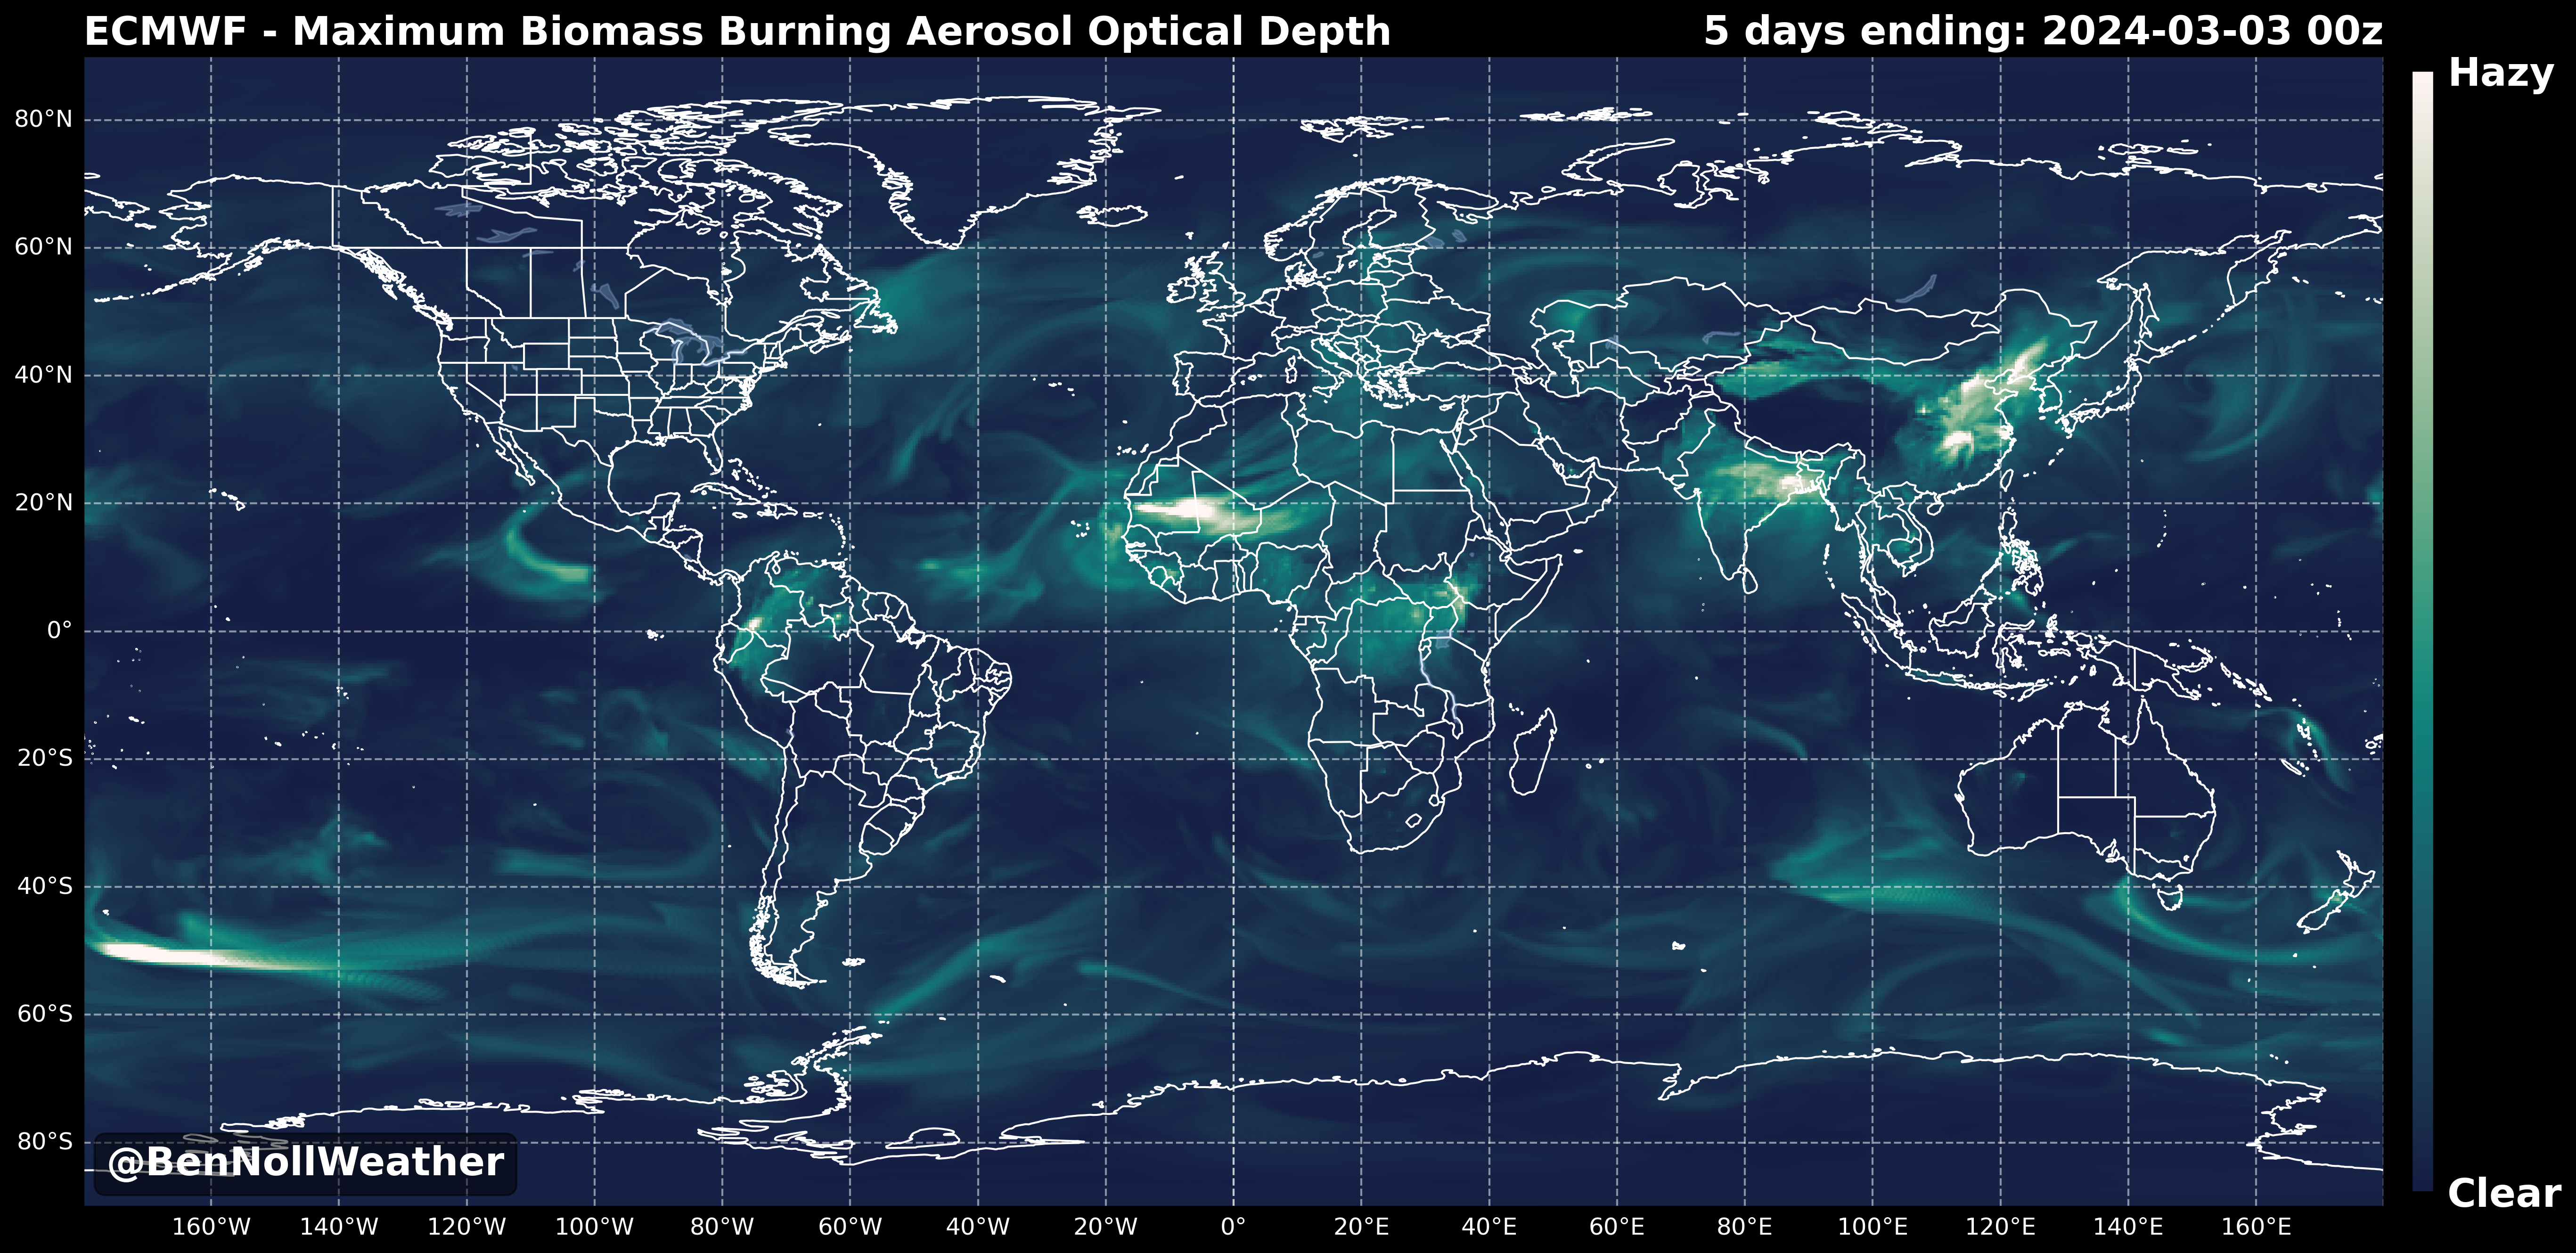 ECMWF - Maximum Biomass Burning Aerosol Optical Depth 5 days ending: 2024-03-03 00z
Hazy
80°N
60°N
40°N
20°N
0°
20°S
40°S
60°S
80°S
@BenNollWeather
Clear
160°W 140°W 120°W 100°W 80°W 60°W 40°W 20°W 0° 20°E 40°E 60°E 80°E 100°E 120°E 140°E 160°E